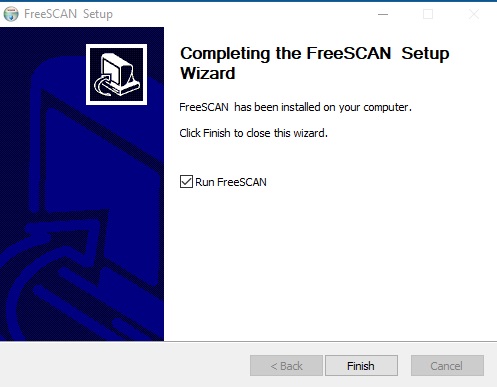 FreeSCAN Setup
Completing the FreeSCAN Setup
Wizard
FreeSCAN has been installed on your computer.
Click Finish to close this wizard.
Run FreeSCAN
< Back
Finish
Cancel